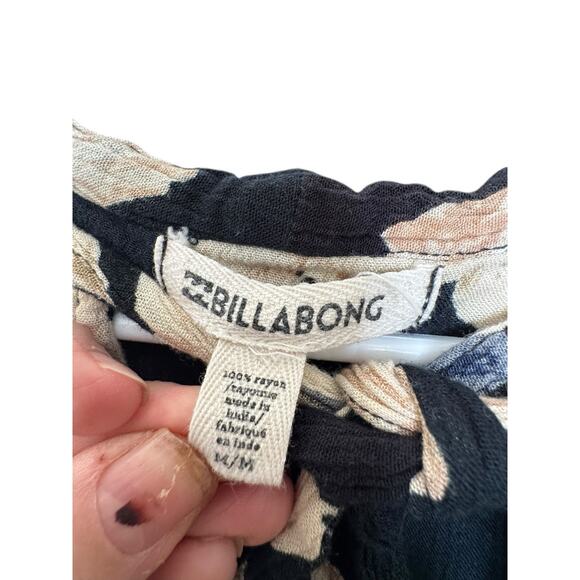 BILLABONG
100% rayon
/rayonne
made in
india/
fabriqué
en inde
M/M